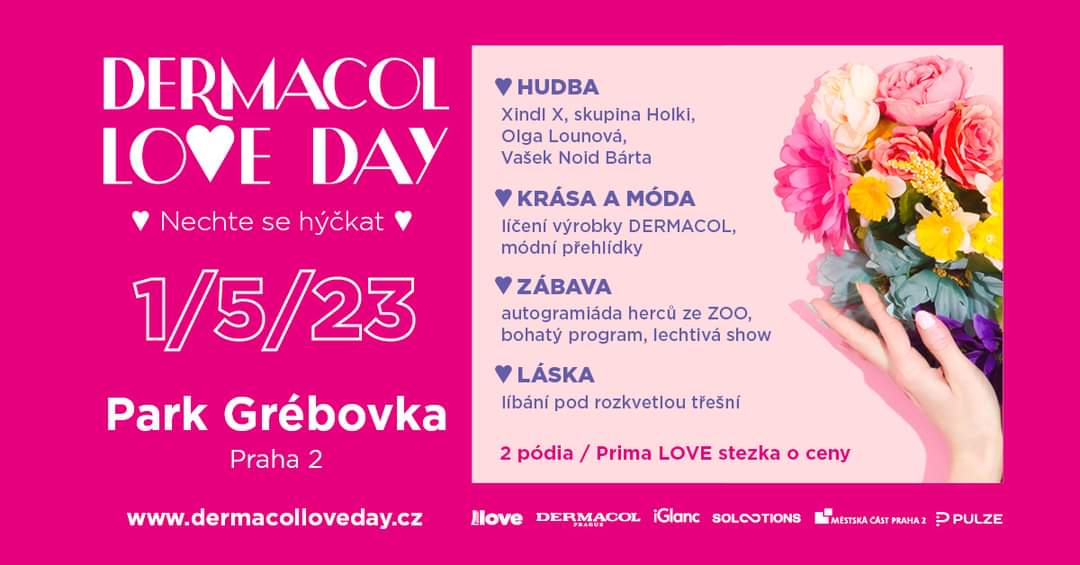 DERMACOL
LO♥E DAY
♥ Nechte se hýčkat ♥
1/5/23
Park Grébovka
Praha 2
www.dermacolloveday.cz
♥ HUDBA
Xindl X, skupina Holki,
Olga Lounová,
Vašek Noid Bárta
♥ KRÁSA A MÓDA
líčení výrobky DERMACOL,
módní přehlídky
♥ ZÁBAVA
autogramiáda herců ze ZOO,
bohatý program, lechtivá show
♥ LÁSKA
líbání pod rozkvetlou třešní
2 pódia / Prima LOVE stezka o ceny
love
DERMACOL
PRAGUE
iGlanc
SOLCOTIONS
MĚSTSKÁ ČÁST PRAHA 2
PULZE